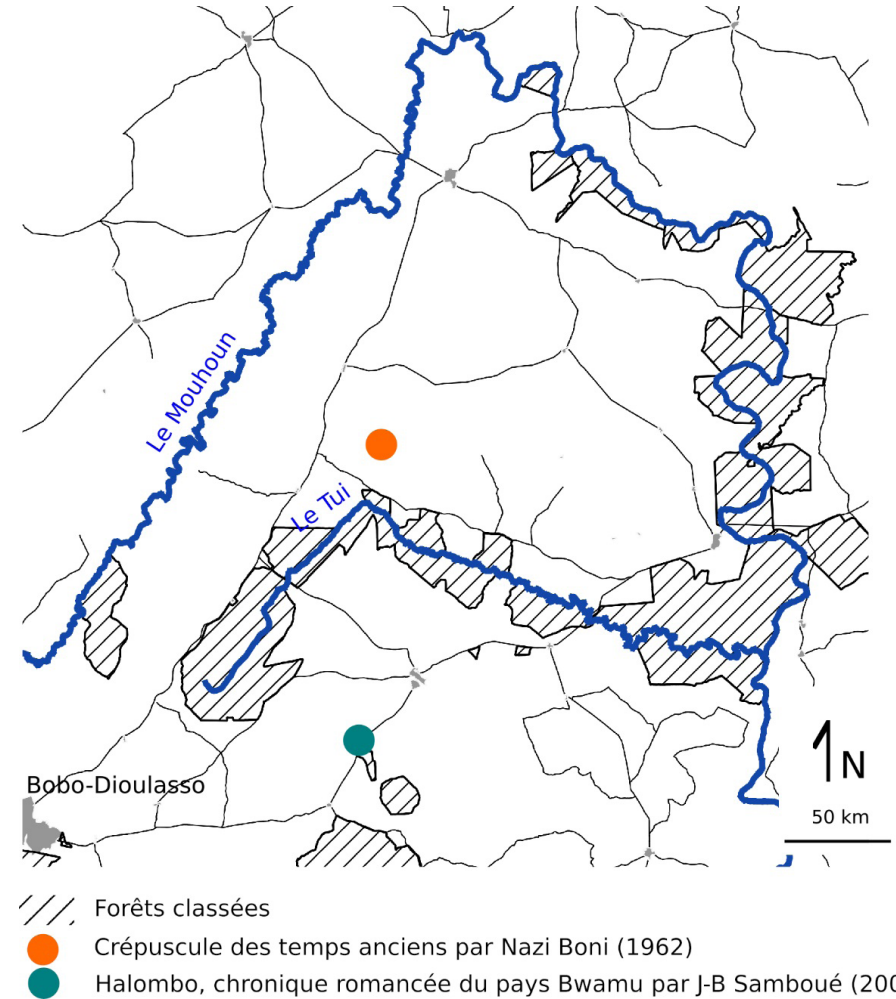 Le Mouhoun
Le Tui
N
Bobo-Dioulasso
50 km
Forêts classées
Crépuscule des temps anciens par Nazi Boni (1962)
Halombo, chronique romancée du pays Bwamu par J-B Samboué (200